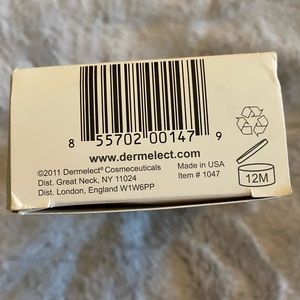 8 55702 00147 9
www.dermelect.com
©2011 Dermelect® Cosmeceuticals Made in USA
Dist. Great Neck, NY 11024 Item # 1047
Dist. London, England W1W6PP
12M